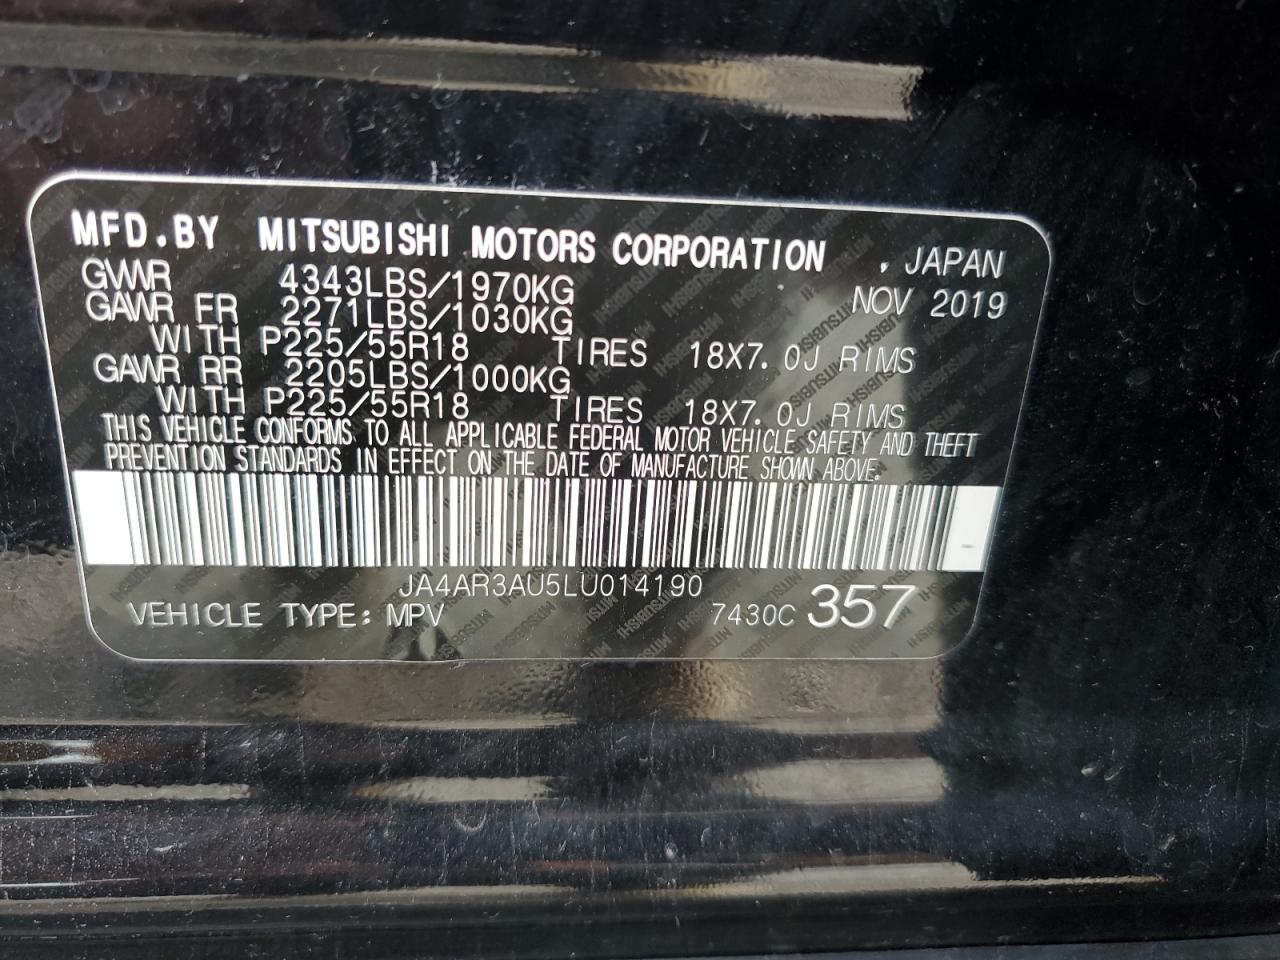 MFD.BY MITSUBISHI MOTORS CORPORATION , JAPAN
GVWR 4343LBS/1970KG NOV 2019
GAWR FR 2271LBS/1030KG
WITH P225/55R18 TIRES 18X7.0J RIMS
GAWR RR 2205LBS/1000KG
WITH P225/55R18 TIRES 18X7.0J RIMS
THIS VEHICLE CONFORMS TO ALL APPLICABLE FEDERAL MOTOR VEHICLE SAFETY AND THEFT
PREVENTION STANDARDS IN EFFECT ON THE DATE OF MANUFACTURE SHOWN ABOVE.
JA4AR3AU5LU014190
VEHICLE TYPE: MPV 7430C 357